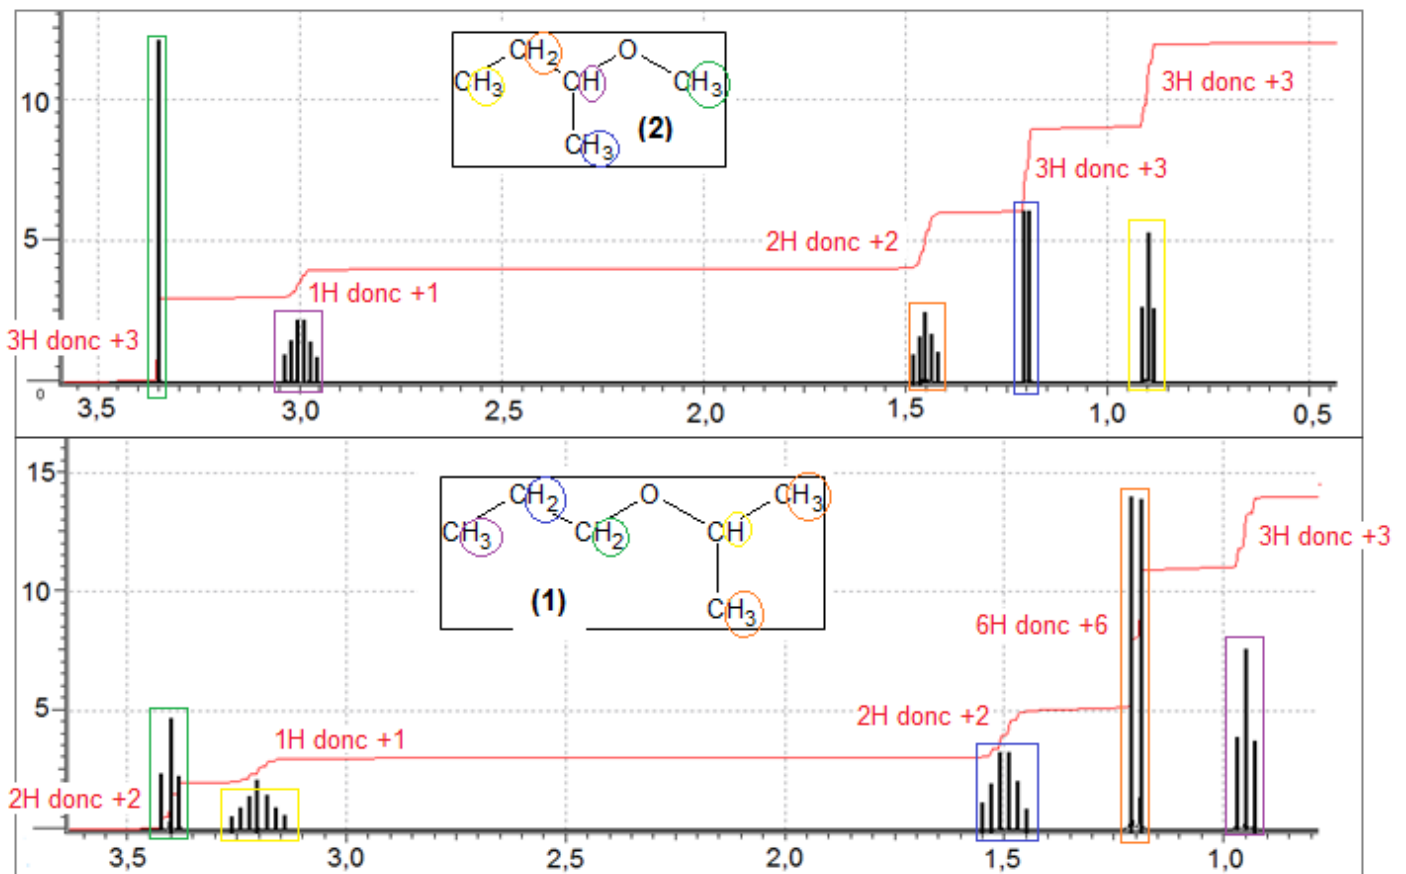 10
5
0
3H donc +3
1H donc +1
2H donc +2
3H donc +3
3H donc +3
CH2
O
CH3
CH
CH3
CH3
(2)
3,5
3,0
2,5
2,0
1,5
1,0
0,5
15
10
5
2H donc +2
1H donc +1
2H donc +2
6H donc +6
3H donc +3
CH2
O
CH3
CH3
CH2
CH
CH3
(1)
3,5
3,0
2,5
2,0
1,5
1,0